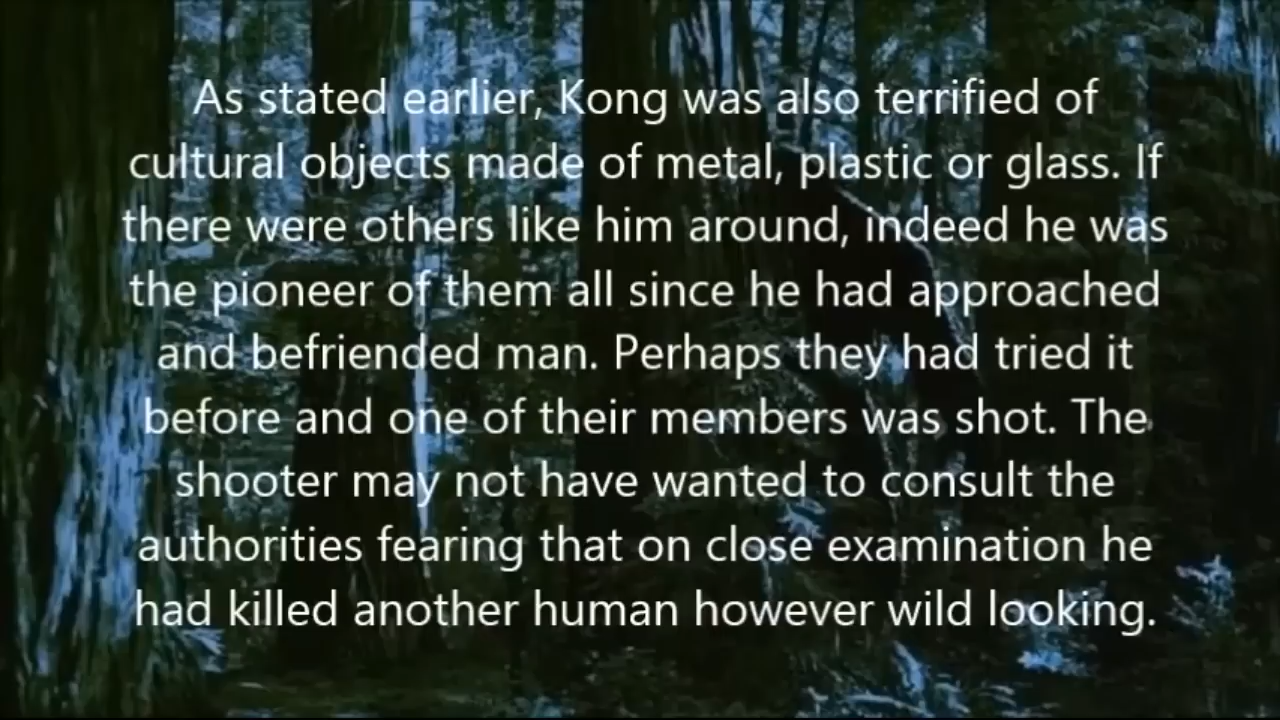 As stated earlier, Kong was also terrified of
cultural objects made of metal, plastic or glass. If
there were others like him around, indeed he was
the pioneer of them all since he had approached
and befriended man. Perhaps they had tried it
before and one of their members was shot. The
shooter may not have wanted to consult the
authorities fearing that on close examination he
had killed another human however wild looking.